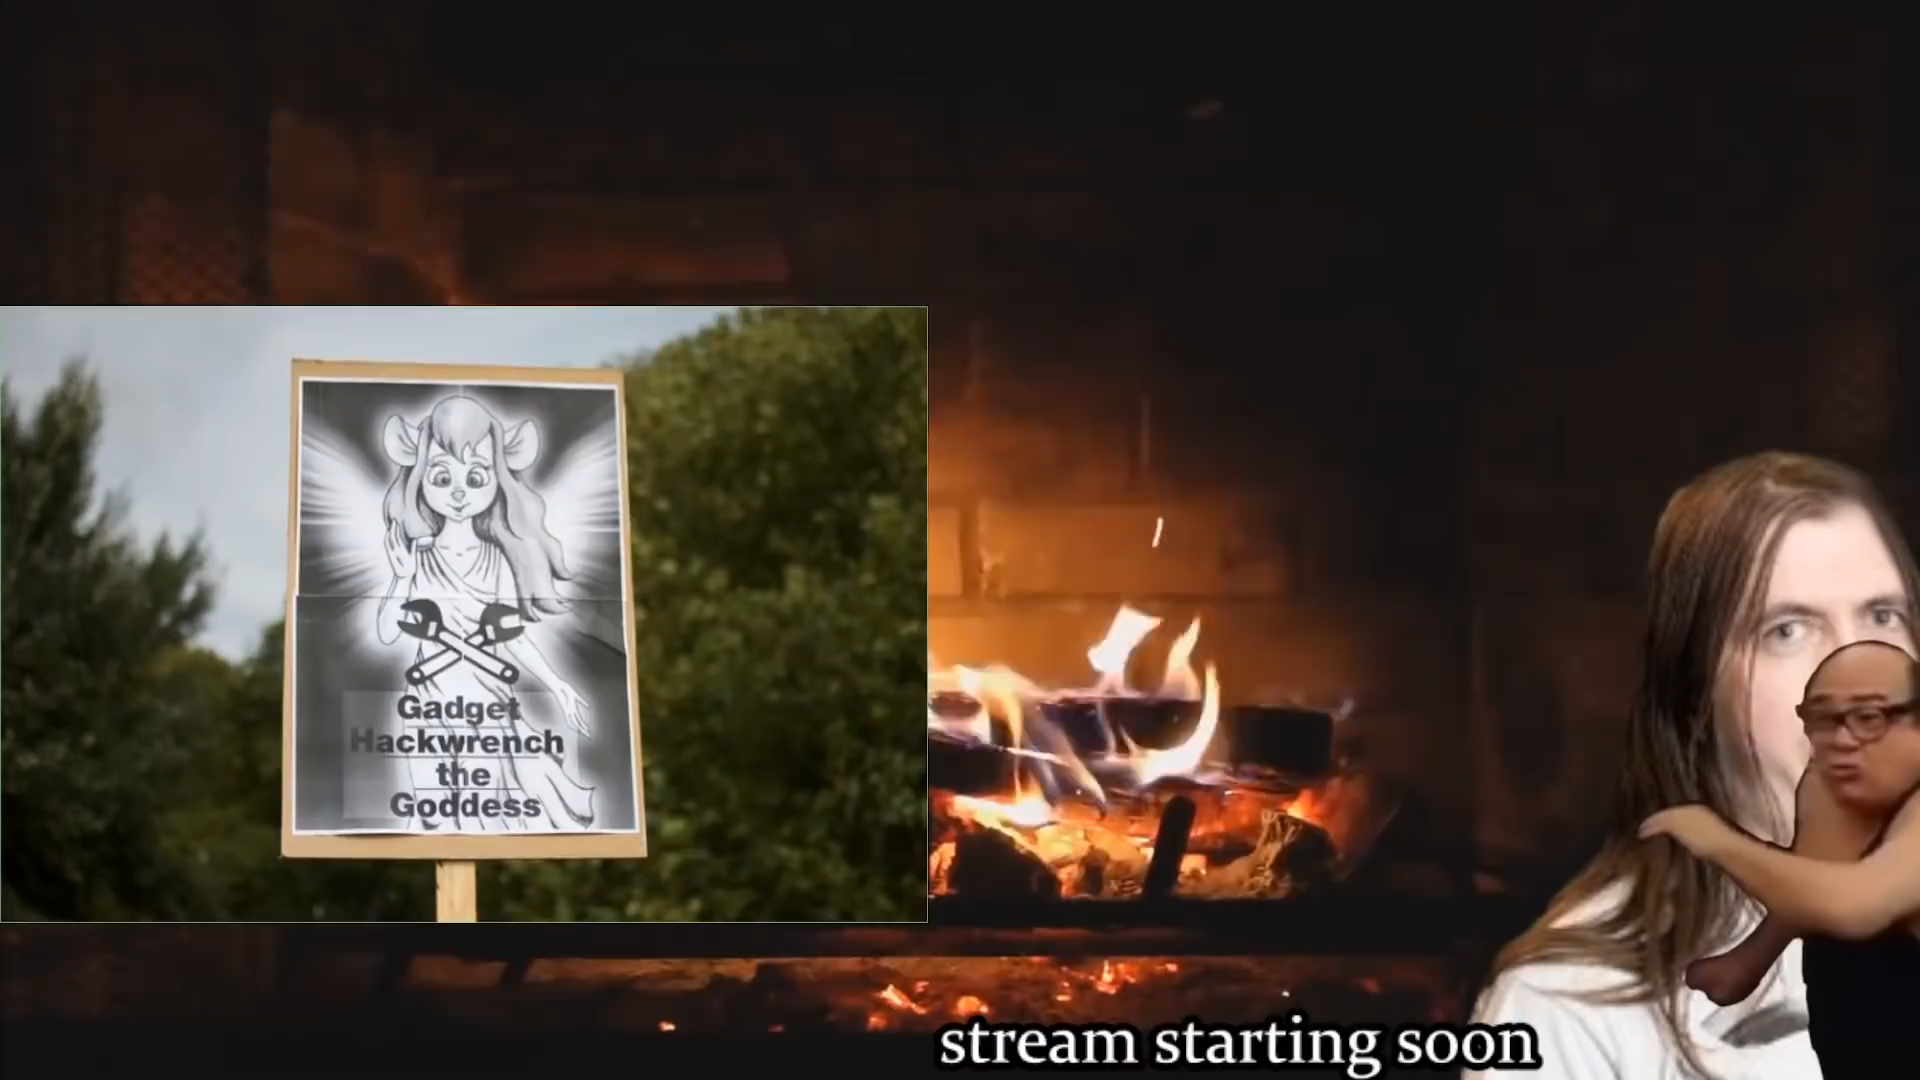 Gadget
Hackwrench
the
Goddess
stream starting soon